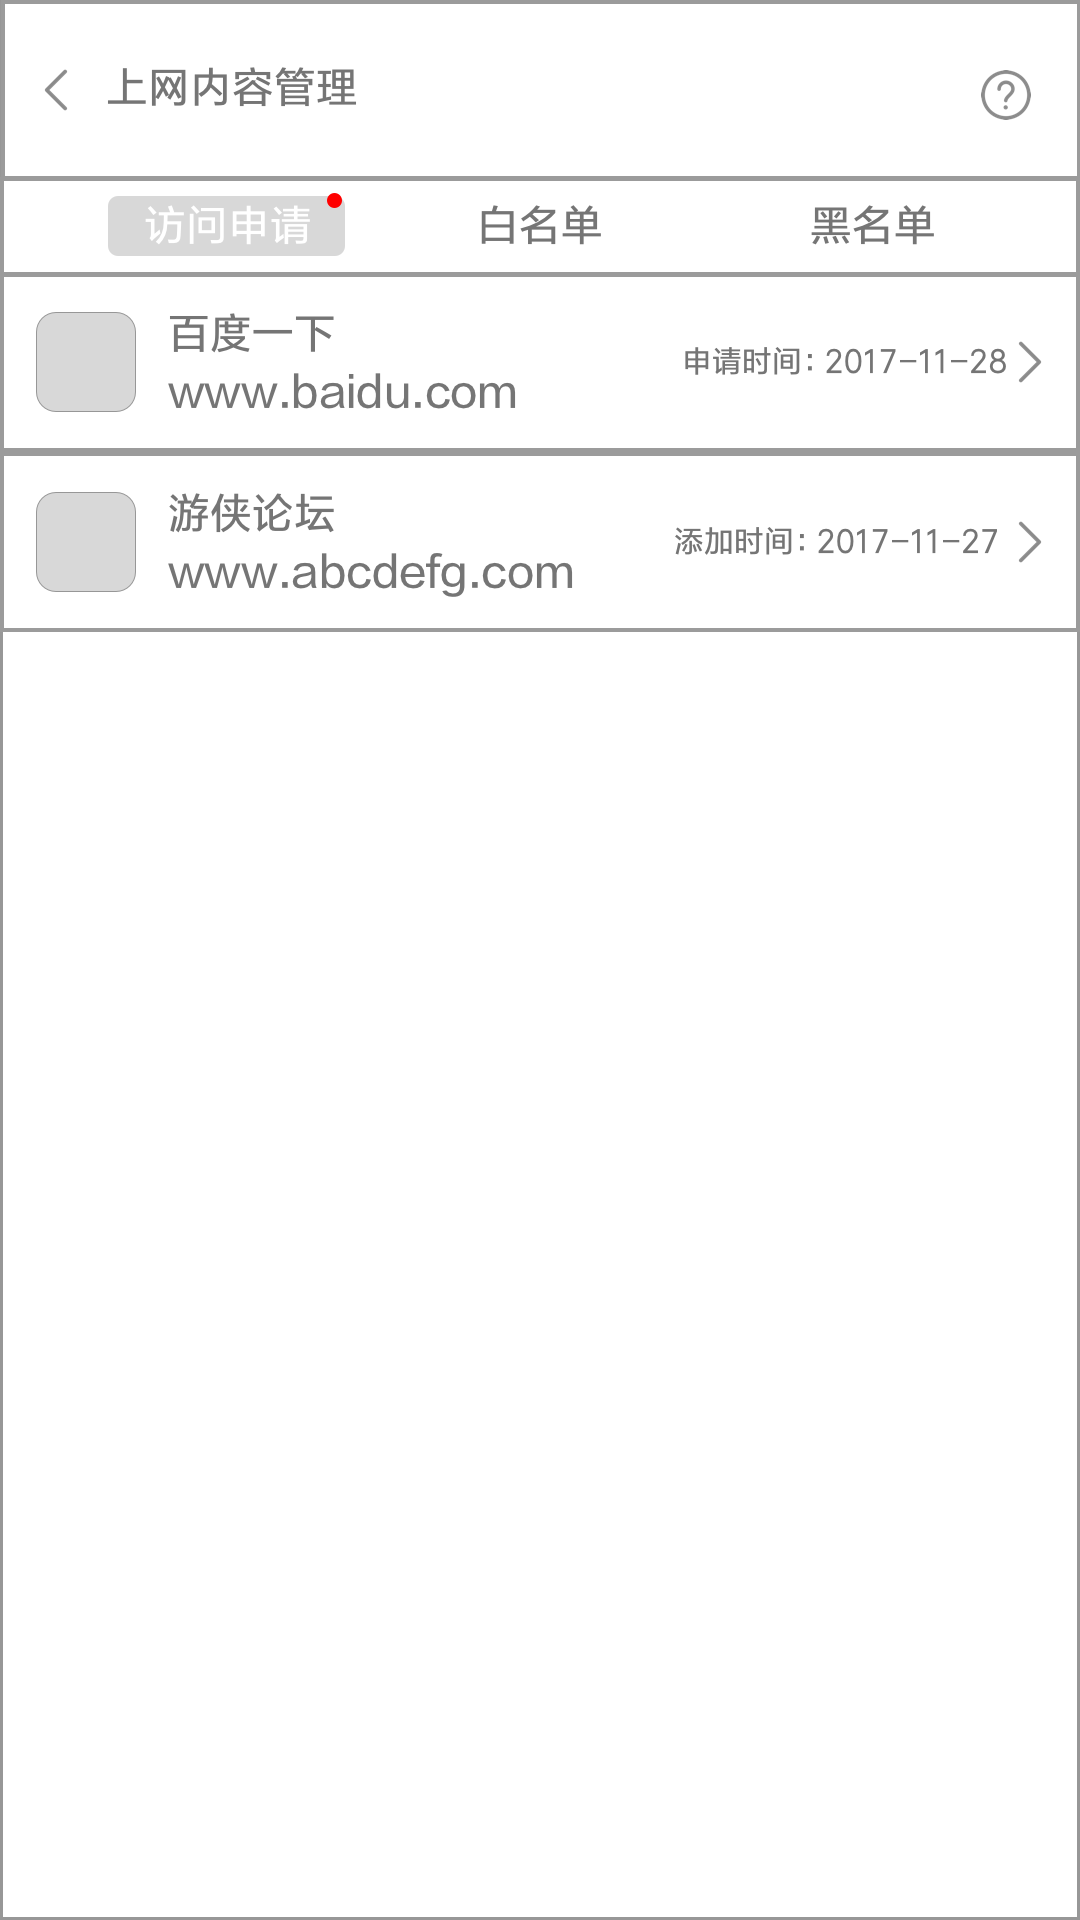 上网内容管理
?
访问申请 白名单 黑名单
百度一下
www.baidu.com
申请时间：2017-11-28
游侠论坛
www.abcdefg.com
添加时间：2017-11-27